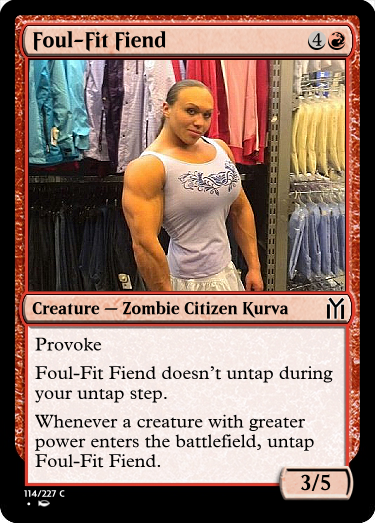 Foul-Fit Fiend 4
Creature — Zombie Citizen Kurva
Provoke
Foul-Fit Fiend doesn't untap during
your untap step.
Whenever a creature with greater
power enters the battlefield, untap
Foul-Fit Fiend.
3/5
114/227 C